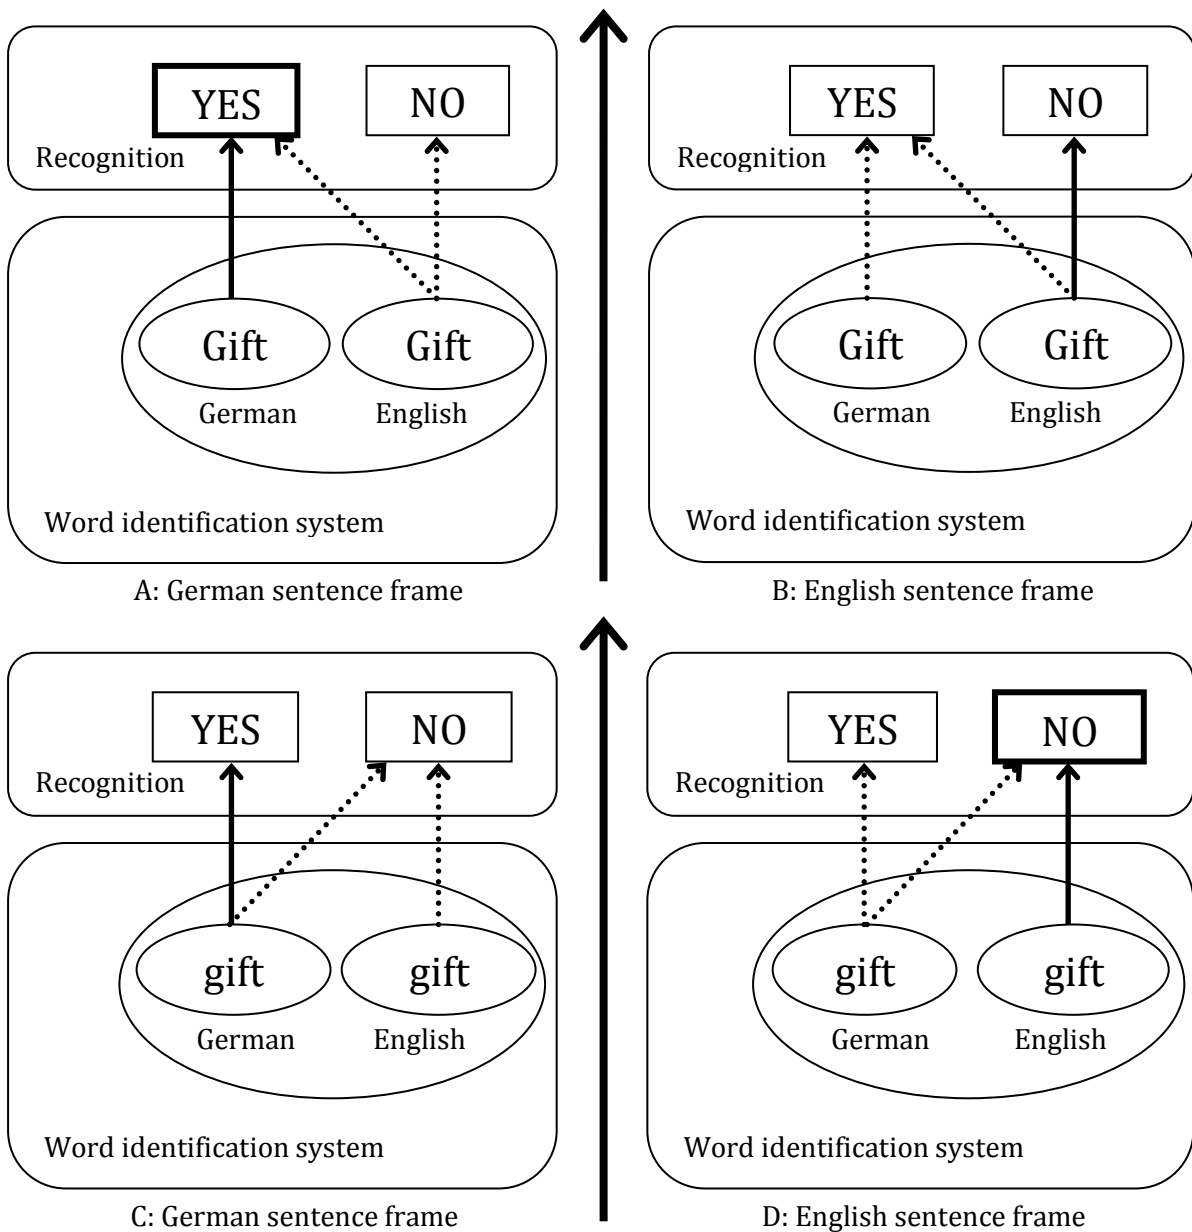 YES NO
Recognition
Gift Gift
German English
Word identification system
A: German sentence frame
YES NO
Recognition
Gift Gift
German English
Word identification system
B: English sentence frame
YES NO
Recognition
gift gift
German English
Word identification system
C: German sentence frame
YES NO
Recognition
gift gift
German English
Word identification system
D: English sentence frame